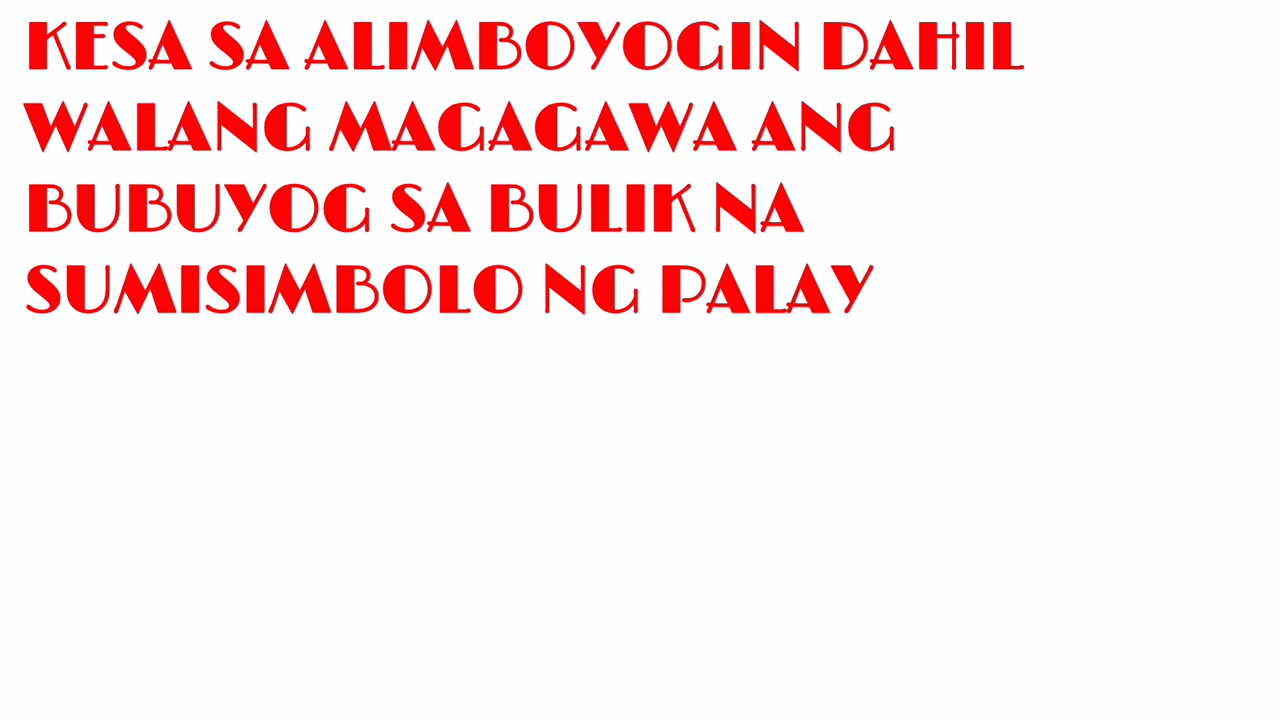 KESA SA ALIMBOYOGIN DAHIL
WALANG MAGAGAWA ANG
BUBUYOG SA BULIK NA
SUMISIMBOLO NG PALAY